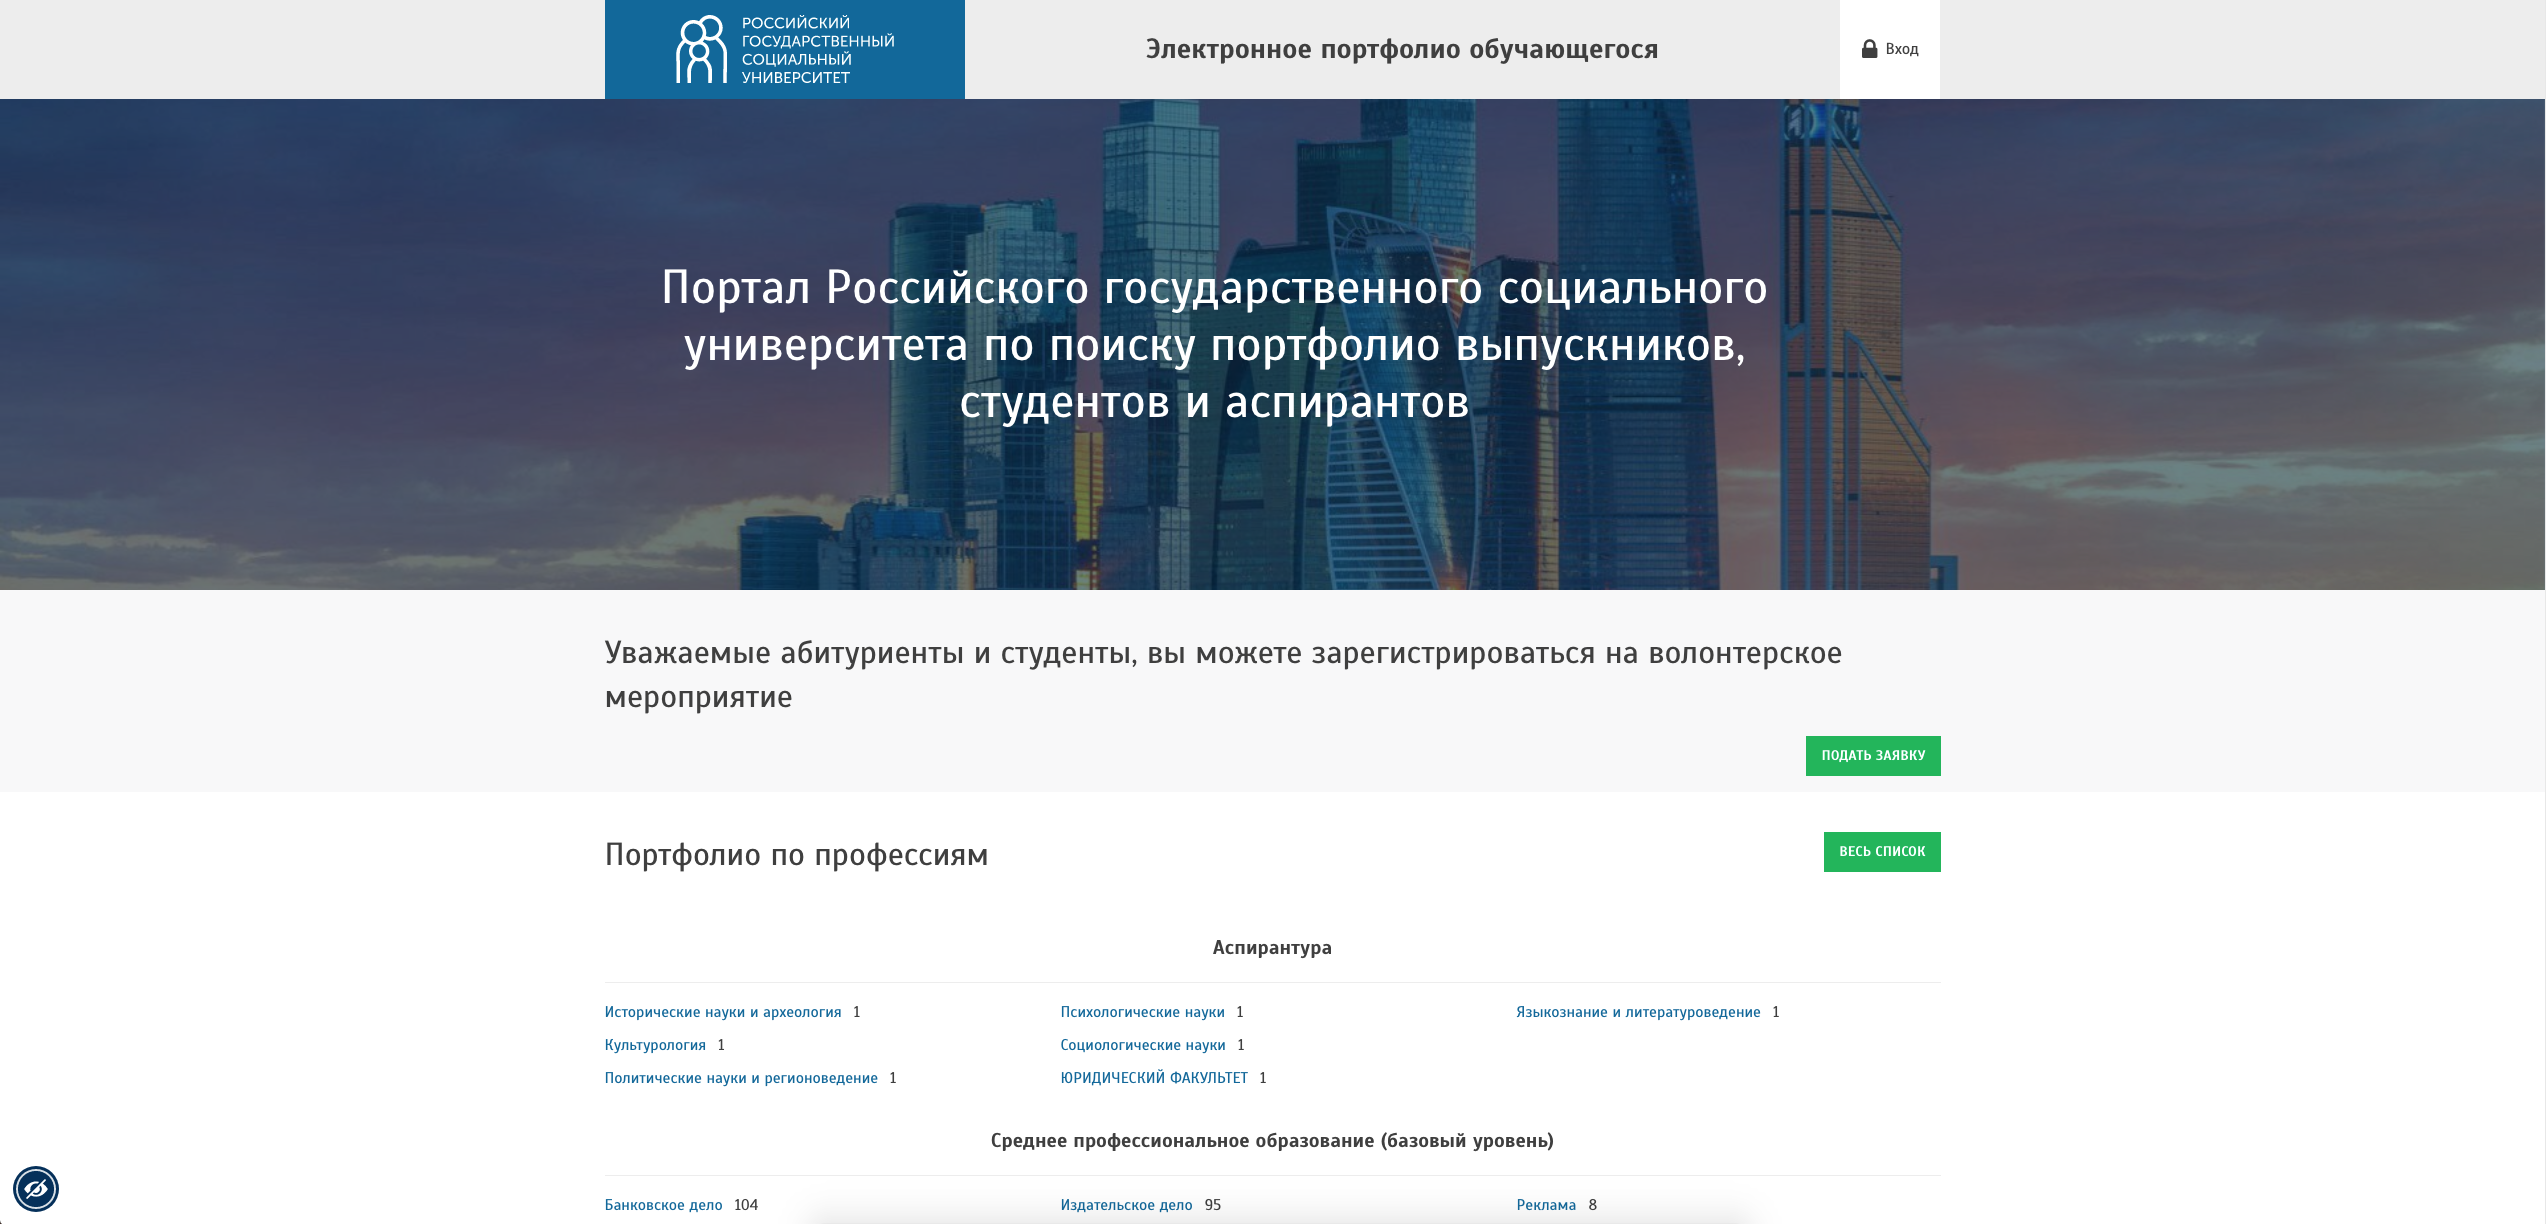 РОССИЙСКИЙ
ГОСУДАРСТВЕННЫЙ
СОЦИАЛЬНЫЙ
УНИВЕРСИТЕТ
Электронное портфолио обучающегося
Вход
Портал Российского государственного социального
университета по поиску портфолио выпускников,
студентов и аспирантов
Уважаемые абитуриенты и студенты, вы можете зарегистрироваться на волонтерское
мероприятие
ПОДАТЬ ЗАЯВКУ
Портфолио по профессиям
ВЕСЬ СПИСОК
Аспирантура
Исторические науки и археология 1
Психологические науки 1
Языкознание и литературоведение 1
Культурология 1
Социологические науки 1
Политические науки и регионоведение 1
ЮРИДИЧЕСКИЙ ФАКУЛЬТЕТ 1
Среднее профессиональное образование (базовый уровень)
Банковское дело 104
Издательское дело 95
Реклама 8